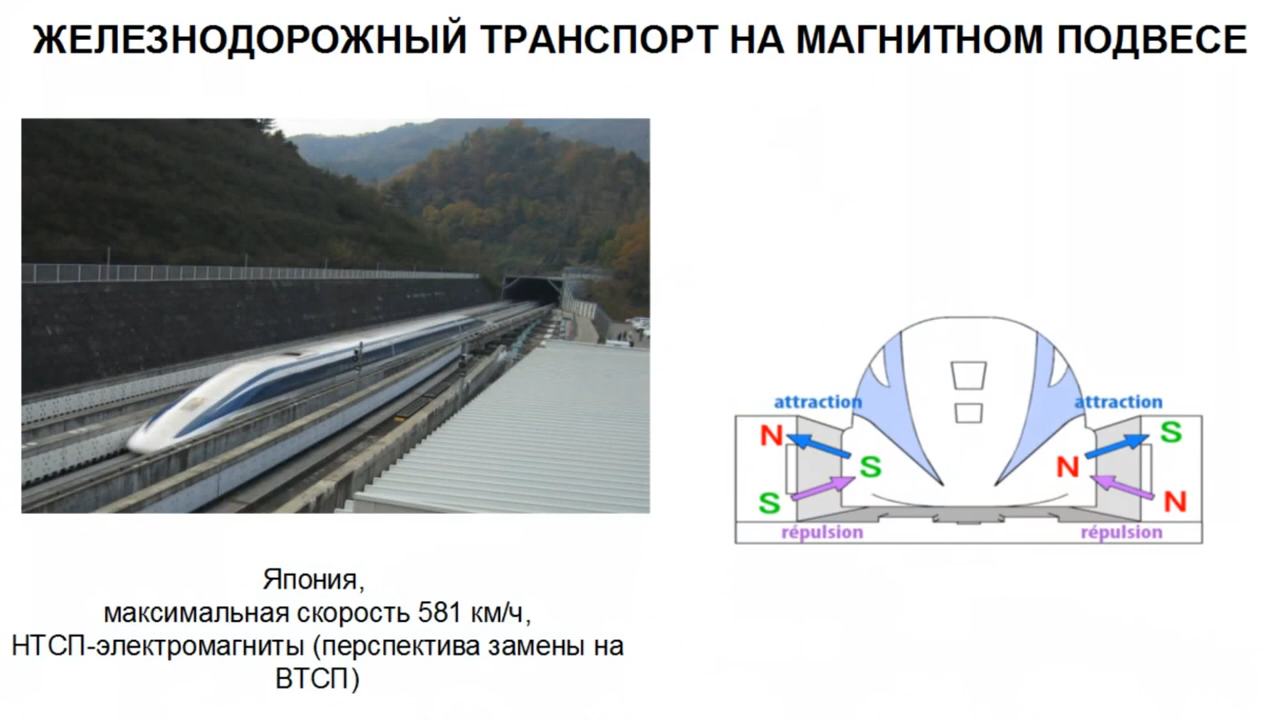 ЖЕЛЕЗНОДОРОЖНЫЙ ТРАНСПОРТ НА МАГНИТНОМ ПОДВЕСЕ
attraction attraction
N S
S N
S N
répulsion répulsion
Япония,
максимальная скорость 581 км/ч,
НТСП-электромагниты (перспектива замены на
ВТСП)